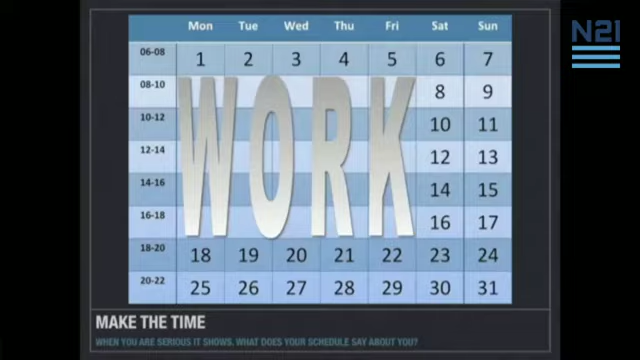 N21
Mon Tue Wed Thu Fri Sat Sun
06-08 1 2 3 4 5 6 7
08-10 8 9
10-12 10 11
12-14 12 13
14-16 14 15
16-18 16 17
WORK
18-20 18 19 20 21 22 23 24
20-22 25 26 27 28 29 30 31
MAKE THE TIME
WHEN YOU ARE SERIOUS IT SHOWS. WHAT DOES YOUR SCHEDULE SAY ABOUT YOU?